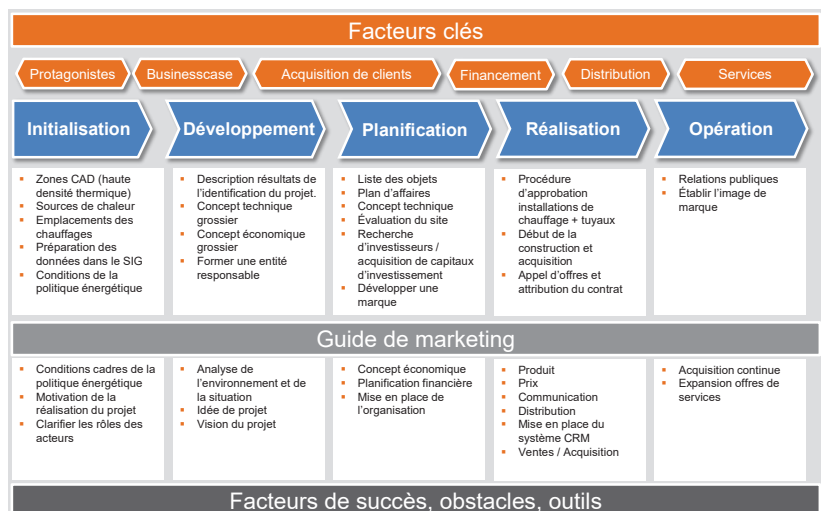 Facteurs clés
Protagonistes
Businesscase
Acquisition de clients
Financement
Distribution
Services
Initialisation
Développement
Planification
Réalisation
Opération
Zones CAD (haute
densité thermique)
Sources de chaleur
Emplacements des
chauffages
Préparation des
données dans le SIG
Conditions de la
politique énergétique
Description résultats de
l'identification du projet.
Concept technique
grossier
Concept économique
grossier
Former une entité
responsable
Liste des objets
Plan d'affaires
Concept technique
Évaluation du site
Recherche
d'investisseurs /
acquisition de capitaux
d'investissement
Développer une
marque
Procédure
d'approbation
installations de
chauffage + tuyaux
Début de la
construction et
acquisition
Appel d'offres et
attribution du contrat
Relations publiques
Établir l'image de
marque
Guide de marketing
Conditions cadres de la
politique énergétique
Motivation de la
réalisation du projet
Clarifier les rôles des
acteurs
Analyse de
l'environnement et de
la situation
Idée de projet
Vision du projet
Concept économique
Planification financière
Mise en place de
l'organisation
Produit
Prix
Communication
Distribution
Mise en place du
système CRM
Ventes / Acquisition
Acquisition continue
Expansion offres de
services
Facteurs de succès, obstacles, outils